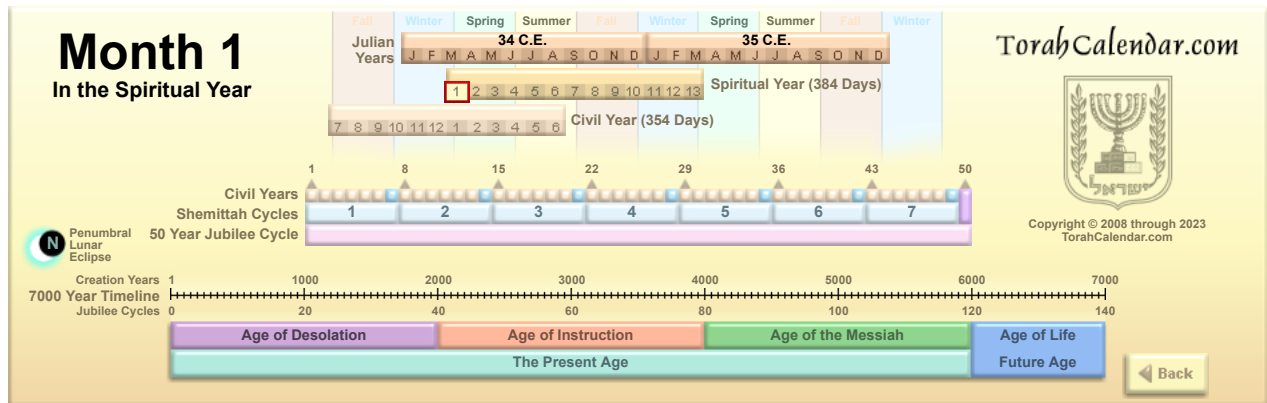 Fall Winter Spring Summer Fall Winter Spring Summer Fall Winter
Month 1
In the Spiritual Year
Julian Years
34 C.E. 35 C.E.
J F M A M J J A S O N D J F M A M J J A S O N D
1 2 3 4 5 6 7 8 9 10 11 12 13
Spiritual Year (384 Days)
7 8 9 10 11 12 1 2 3 4 5 6
Civil Year (354 Days)
TorahCalendar.com
ישראל
Copyright © 2008 through 2023
TorahCalendar.com
1 8 15 22 29 36 43 50
Civil Years
Shemittah Cycles
1 2 3 4 5 6 7
50 Year Jubilee Cycle
N
Penumbral
Lunar
Eclipse
Creation Years 1 1000 2000 3000 4000 5000 6000 7000
7000 Year Timeline
Jubilee Cycles 0 20 40 60 80 100 120 140
Age of Desolation Age of Instruction Age of the Messiah Age of Life
The Present Age Future Age
Back